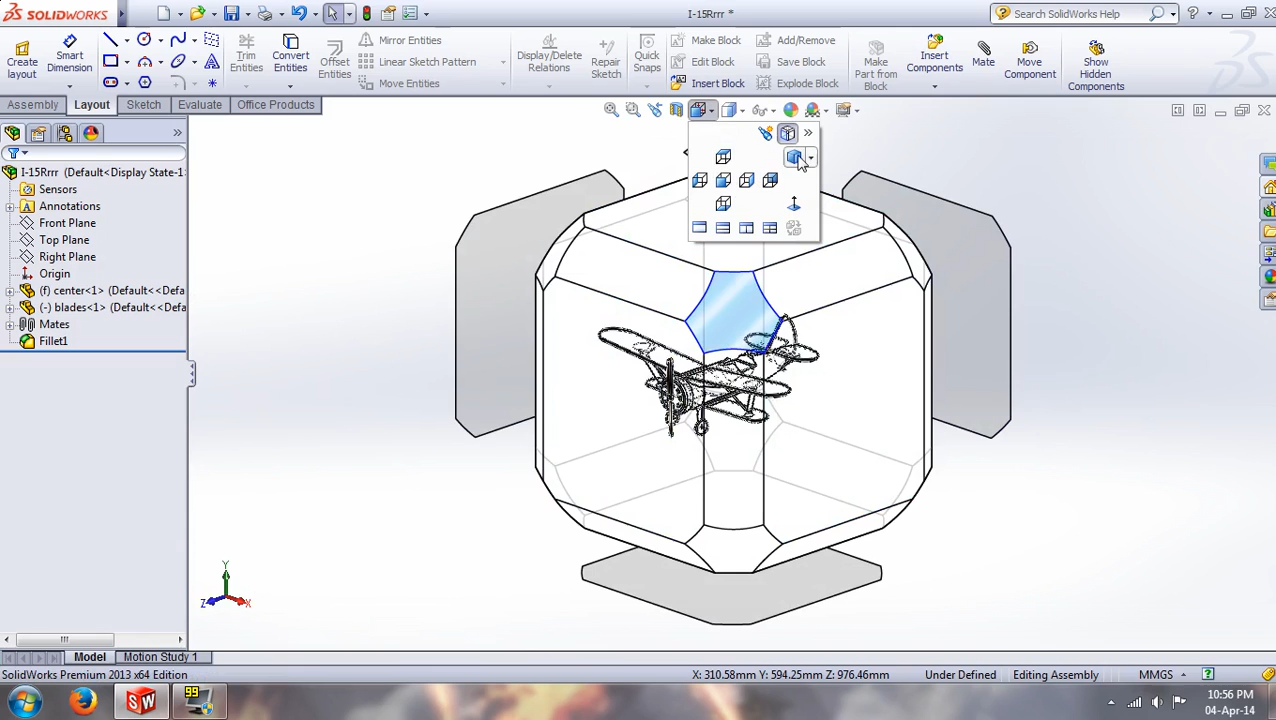 SOLIDWORKS
I-15Rrrr *
Search SolidWorks Help
Create layout
Smart Dimension
Trim Entities
Convert Entities
Offset Entities
Mirror Entities
Linear Sketch Pattern
Move Entities
Display/Delete Relations
Repair Sketch
Quick Snaps
Make Block
Edit Block
Insert Block
Add/Remove
Save Block
Explode Block
Make Part from Block
Insert Components
Mate
Move Component
Show Hidden Components
Assembly Layout Sketch Evaluate Office Products
I-15Rrrr (Default<Display State-1
Sensors
Annotations
Front Plane
Top Plane
Right Plane
Origin
(f) center<1> (Default<<Def
(-) blades<1> (Default<<Def
Mates
Fillet1
Y
Z X
Model Motion Study 1
SolidWorks Premium 2013 x64 Edition
X: 310.58mm Y: 594.25mm Z: 976.46mm Under Defined Editing Assembly MMGS
SW
99
10:56 PM
04-Apr-14